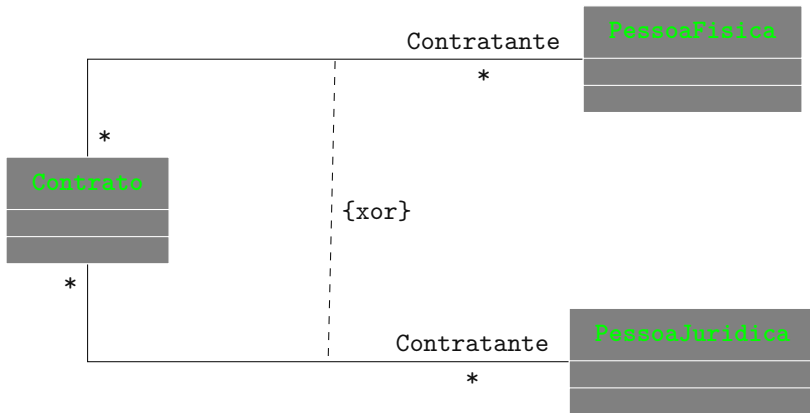 PessoaFisica
Contratante
*
*
Contrato
{xor}
*
Contratante
PessoaJuridica
*